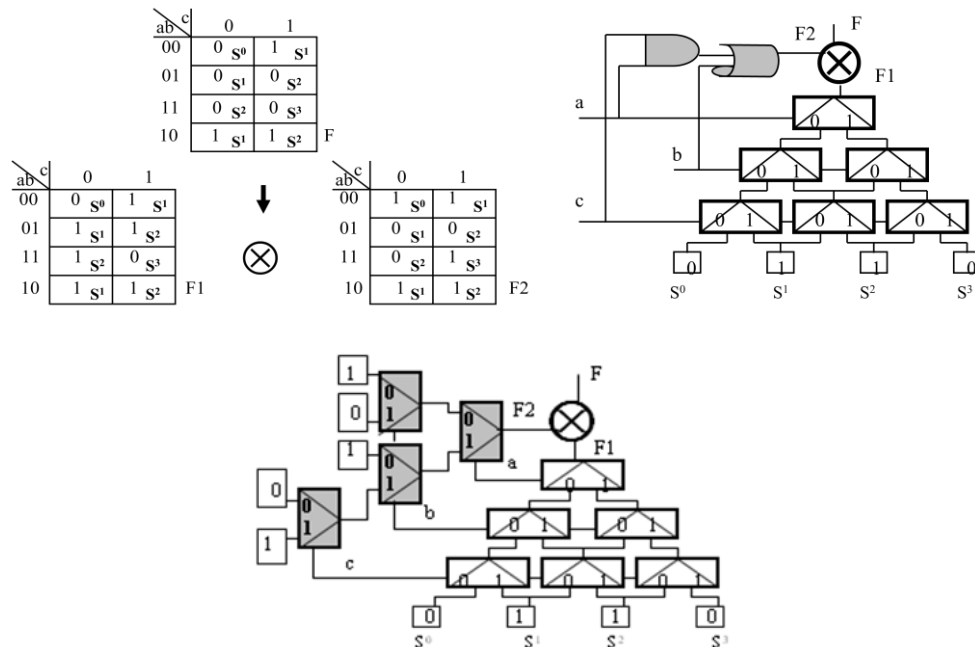 c
ab 0 1
00 0 S⁰ 1 S¹
01 0 S¹ 0 S²
11 0 S² 0 S³
10 1 S¹ 1 S² F
c
ab 0 1
00 0 S⁰ 1 S¹
01 1 S¹ 1 S²
11 1 S² 0 S³
10 1 S¹ 1 S² F1
c
ab 0 1
00 1 S⁰ 1 S¹
01 0 S¹ 0 S²
11 0 S² 1 S³
10 1 S¹ 1 S² F2
F
F2
F1
a
0 1
b
0 1 0 1
c
0 1 0 1 0 1
0 1 1 0
S⁰ S¹ S² S³
1
0
1
0
F
F2
0
1
F1
1
0
1
a
0 1
0
0
1
b
0 1 0 1
1
c
0 1 0 1 0 1
0 1 1 0
S⁰ S¹ S² S³